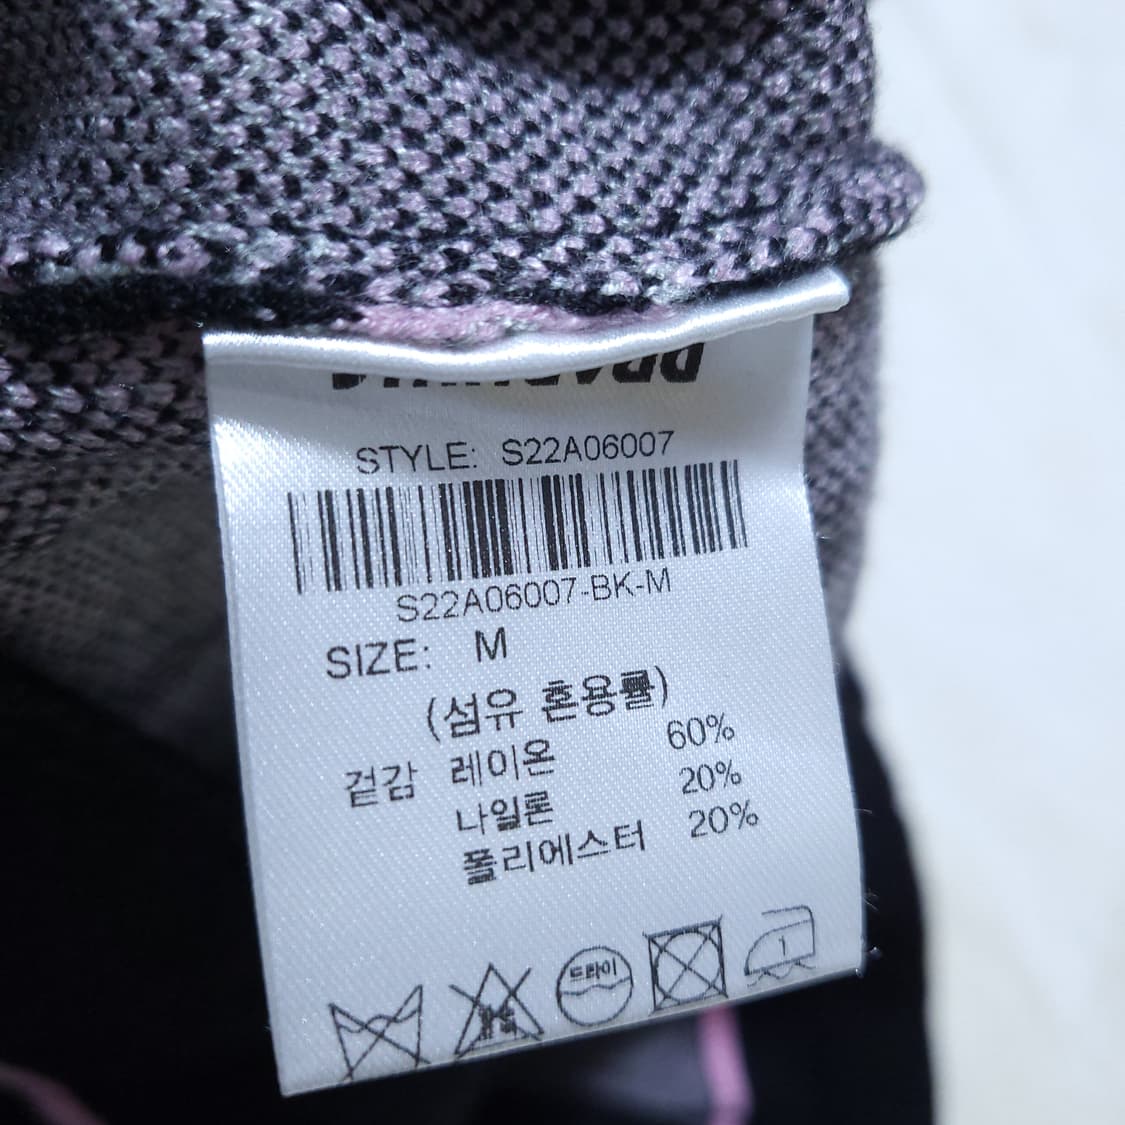 STYLE: S22A06007
S22A06007-BK-M
SIZE: M
(섬유 혼용률)
겉감 레이온 60%
나일론 20%
폴리에스터 20%
드라이
1